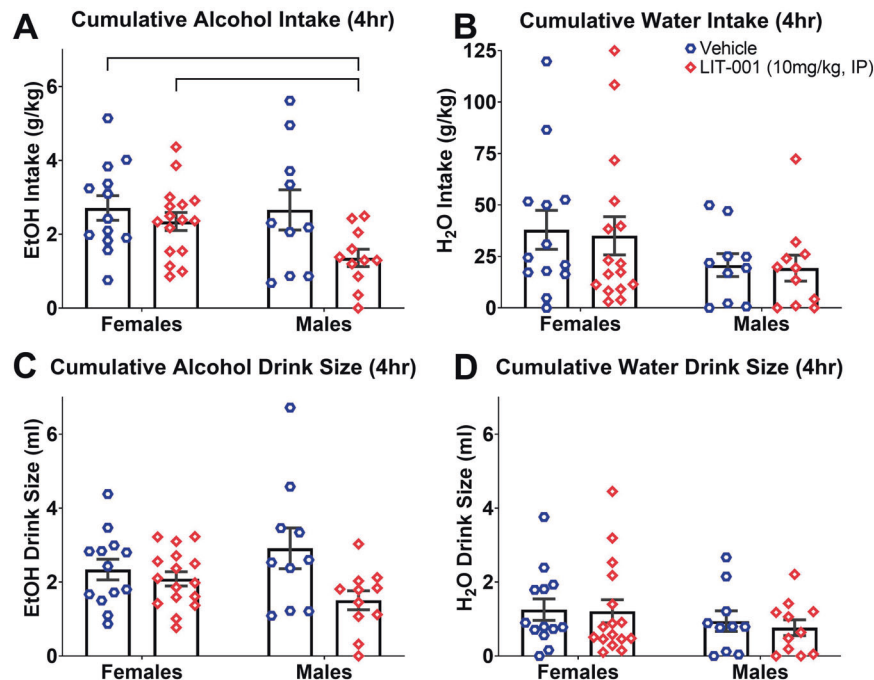 A Cumulative Alcohol Intake (4hr)
EtOH Intake (g/kg)
6
4
2
0
Females Males
B Cumulative Water Intake (4hr)
Vehicle
LIT-001 (10mg/kg, IP)
H₂O Intake (g/kg)
125
100
75
50
25
0
Females Males
C Cumulative Alcohol Drink Size (4hr)
EtOH Drink Size (ml)
6
4
2
0
Females Males
D Cumulative Water Drink Size (4hr)
H₂O Drink Size (ml)
6
4
2
0
Females Males